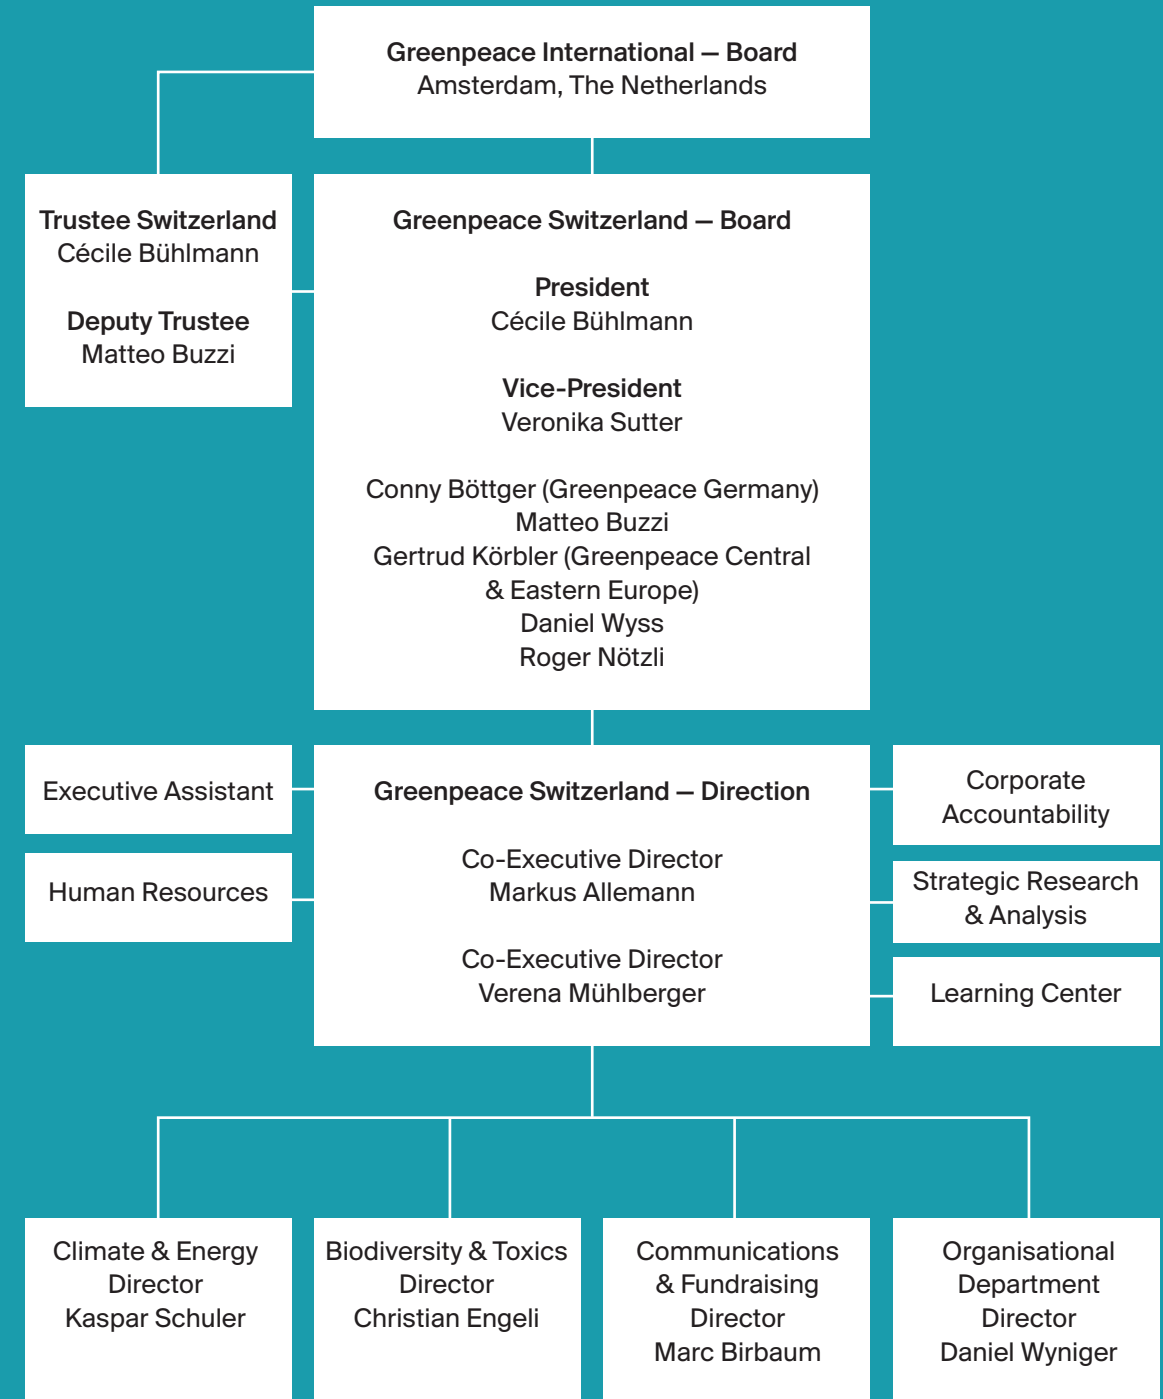 Greenpeace International — Board
Amsterdam, The Netherlands
Trustee Switzerland
Cécile Bühlmann
Deputy Trustee
Matteo Buzzi
Greenpeace Switzerland — Board
President
Cécile Bühlmann
Vice-President
Veronika Sutter
Conny Böttger (Greenpeace Germany)
Matteo Buzzi
Gertrud Körbler (Greenpeace Central
& Eastern Europe)
Daniel Wyss
Roger Nötzli
Executive Assistant
Human Resources
Greenpeace Switzerland — Direction
Co-Executive Director
Markus Allemann
Co-Executive Director
Verena Mühlberger
Corporate
Accountability
Strategic Research
& Analysis
Learning Center
Climate & Energy
Director
Kaspar Schuler
Biodiversity & Toxics
Director
Christian Engeli
Communications
& Fundraising
Director
Marc Birbaum
Organisational
Department
Director
Daniel Wyniger